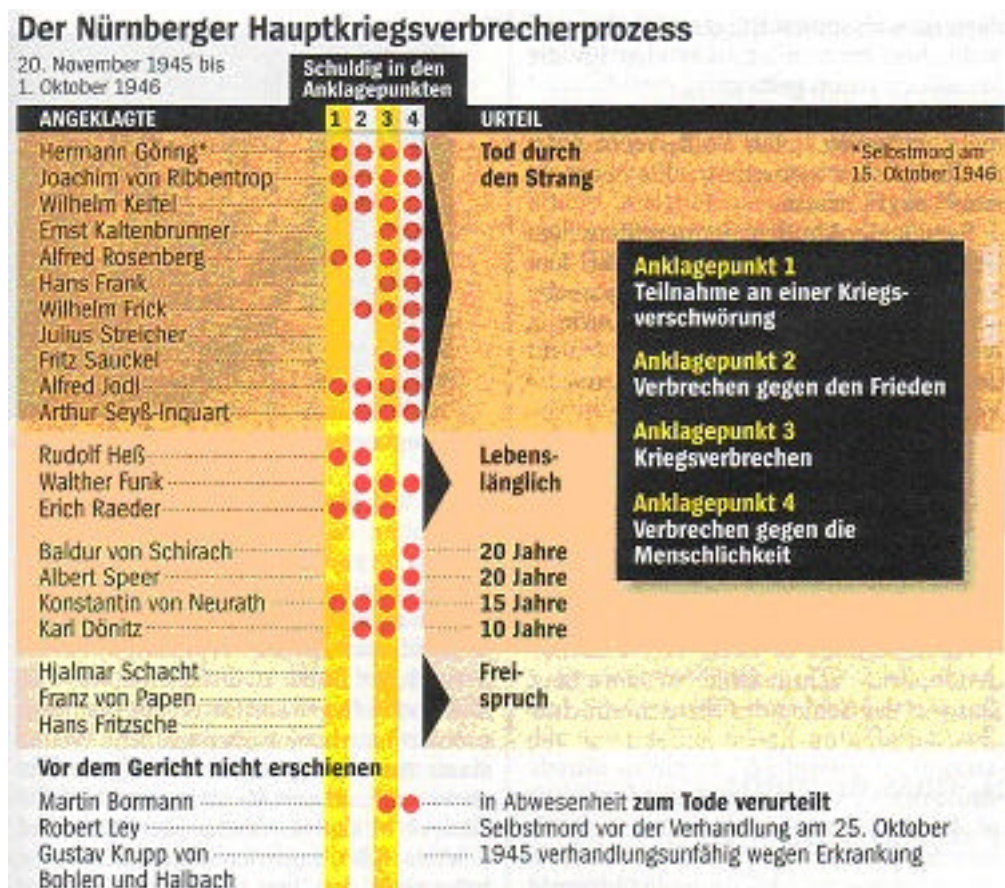 Der Nürnberger Hauptkriegsverbrecherprozess
20. November 1945 bis
1. Oktober 1946
Schuldig in den
Anklagepunkten
ANGEKLAGTE 1 2 3 4 URTEIL
Hermann Göring*
Joachim von Ribbentrop
Wilhelm Keitel
Ernst Kaltenbrunner
Alfred Rosenberg
Hans Frank
Wilhelm Frick
Julius Streicher
Fritz Sauckel
Alfred Jodl
Arthur Seyß-Inquart
Tod durch
den Strang
*Selbstmord am
15. Oktober 1946
Anklagepunkt 1
Teilnahme an einer Kriegs-
verschwörung
Anklagepunkt 2
Verbrechen gegen den Frieden
Anklagepunkt 3
Kriegsverbrechen
Anklagepunkt 4
Verbrechen gegen die
Menschlichkeit
Rudolf Heß
Walther Funk
Erich Raeder
Lebens-
länglich
Baldur von Schirach 20 Jahre
Albert Speer 20 Jahre
Konstantin von Neurath 15 Jahre
Karl Dönitz 10 Jahre
Hjalmar Schacht
Franz von Papen
Hans Fritzsche
Frei-
spruch
Vor dem Gericht nicht erschienen
Martin Bormann in Abwesenheit zum Tode verurteilt
Robert Ley Selbstmord vor der Verhandlung am 25. Oktober
Gustav Krupp von 1945 verhandlungsunfähig wegen Erkrankung
Bohlen und Halbach